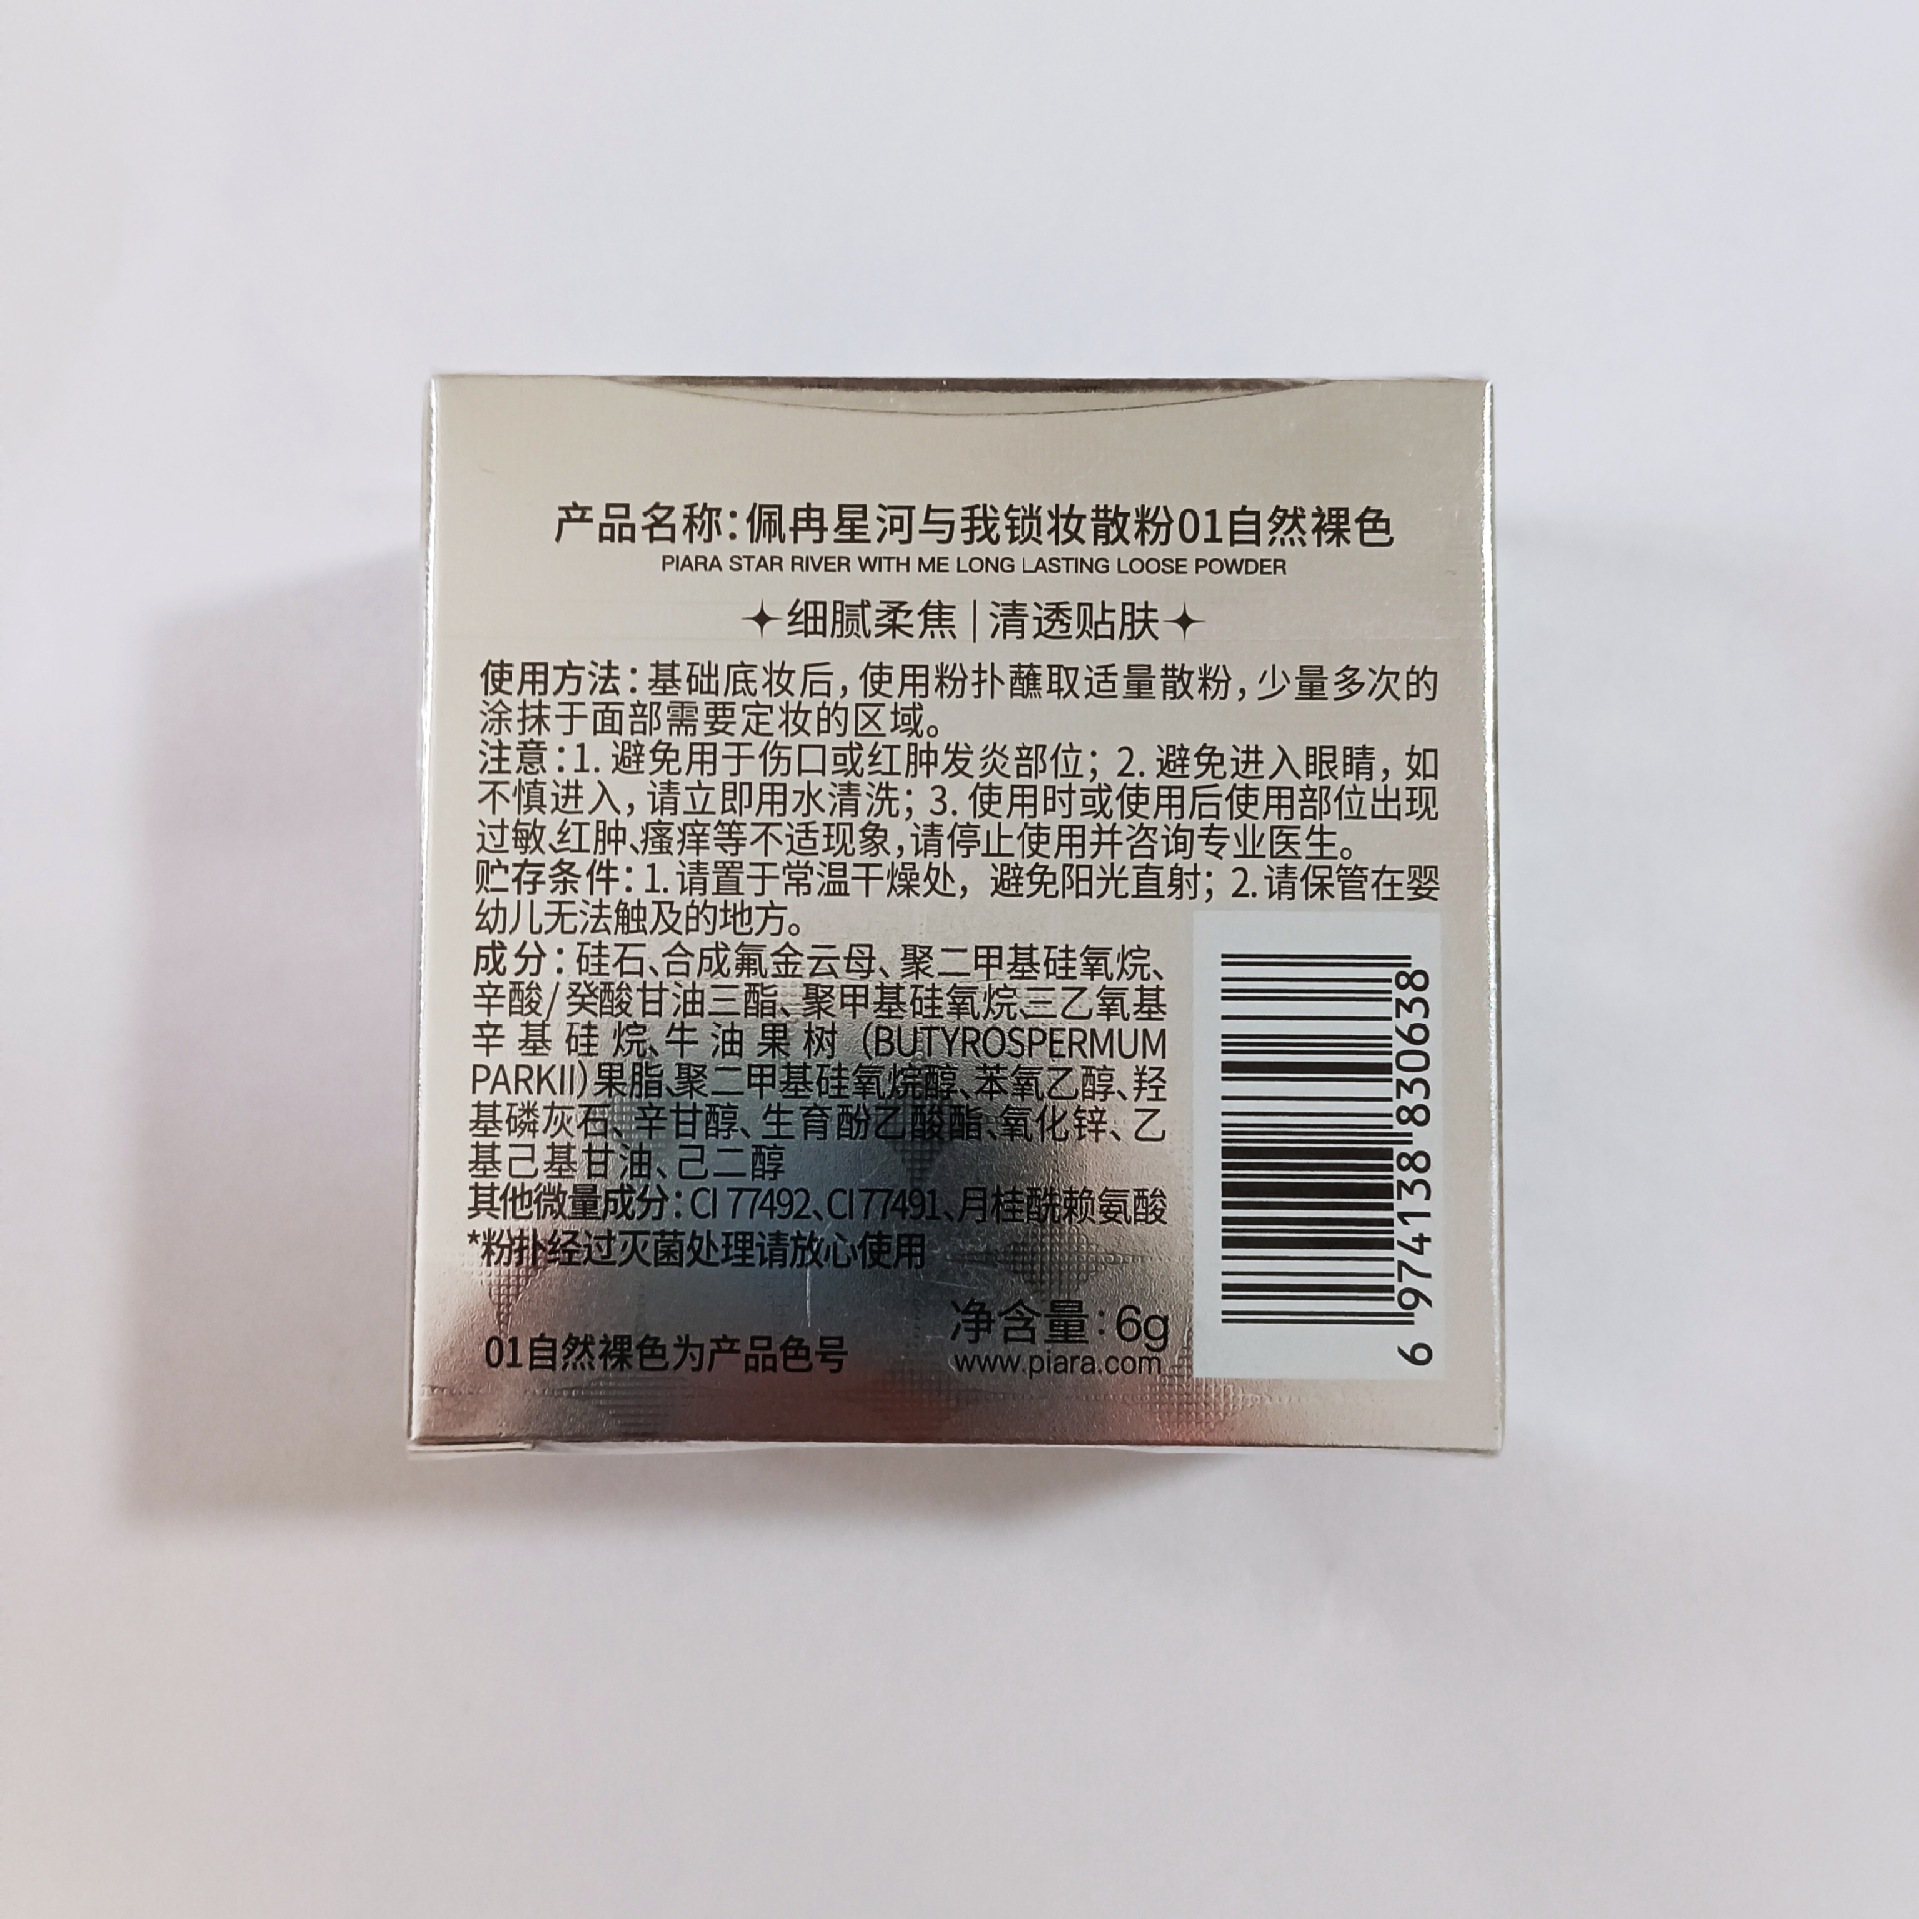 产品名称：佩冉星河与我锁妆散粉01自然裸色
PIARA STAR RIVER WITH ME LONG LASTING LOOSE POWDER
细腻柔焦｜清透贴肤
使用方法：基础底妆后，使用粉扑蘸取适量散粉，少量多次的
涂抹于面部需要定妆的区域。
注意：1. 避免用于伤口或红肿发炎部位；2. 避免进入眼睛，如
不慎进入，请立即用水清洗；3. 使用时或使用后使用部位出现
过敏、红肿、瘙痒等不适现象，请停止使用并咨询专业医生。
贮存条件：1. 请置于常温干燥处，避免阳光直射；2. 请保管在婴
幼儿无法触及的地方。
成分：硅石、合成氟金云母、聚二甲基硅氧烷、
辛酸/癸酸甘油三酯、聚甲基硅氧烷、三乙氧基
辛基硅烷、牛油果树（BUTYROSPERMUM
PARKII）果脂、聚二甲基硅氧烷醇、苯氧乙醇、羟
基磷灰石、辛甘醇、生育酚乙酸酯、氧化锌、乙
基己基甘油、己二醇
其他微量成分：CI 77492、CI 77491、月桂酰赖氨酸
*粉扑经过灭菌处理请放心使用
净含量：6g
01自然裸色为产品色号
www.piara.com
6 974138 830638